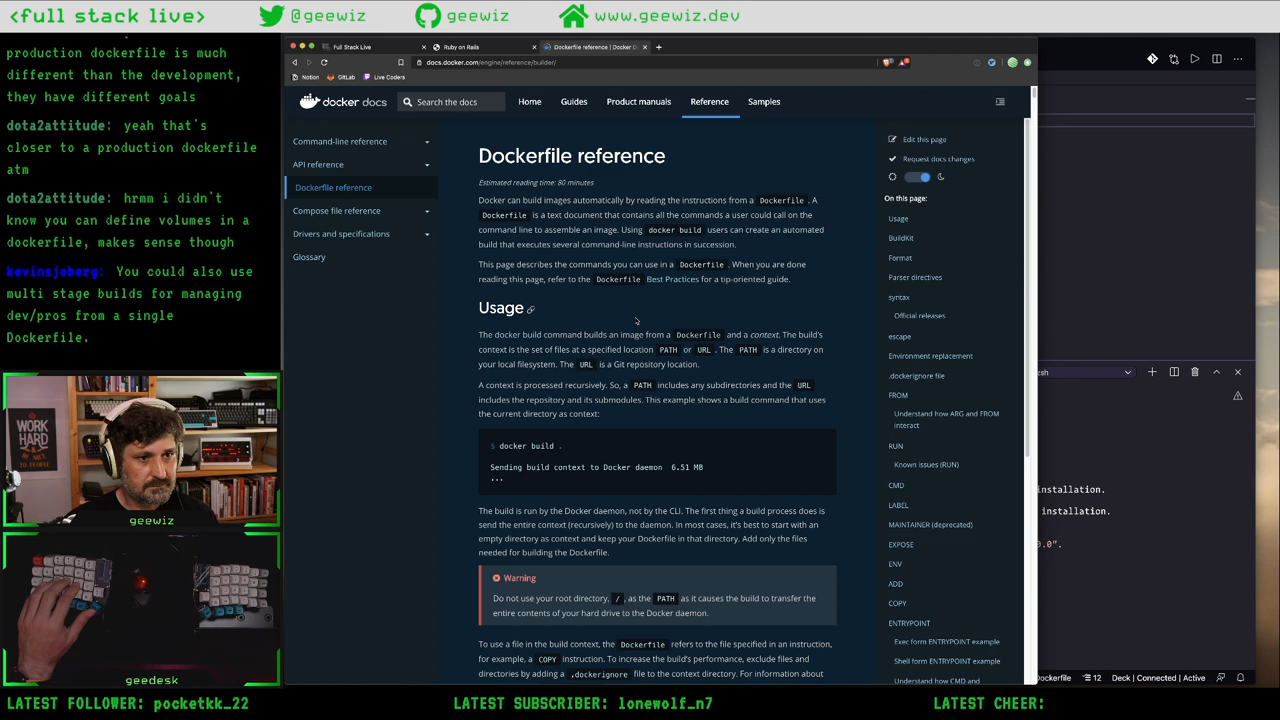 <full stack live>
@geewiz
geewiz
www.geewiz.dev
production dockerfile is much
different than the development,
they have different goals
dota2attitude: yeah that's
closer to a production dockerfile
atm
dota2attitude: hrmm i didn't
know you can define volumes in a
dockerfile, makes sense though
kevinsjoberg: You could also use
multi stage builds for managing
dev/pros from a single
Dockerfile.
WORK
HARD
geewiz
geedesk
Full Stack Live
Ruby on Rails
Dockerfile reference | Docker D
docs.docker.com/engine/reference/builder/
Notion
GitLab
Live Coders
docker docs
Search the docs
Home
Guides
Product manuals
Reference
Samples
Command-line reference
API reference
Dockerfile reference
Compose file reference
Drivers and specifications
Glossary
Dockerfile reference
Estimated reading time: 80 minutes
Docker can build images automatically by reading the instructions from a Dockerfile . A
Dockerfile is a text document that contains all the commands a user could call on the
command line to assemble an image. Using docker build users can create an automated
build that executes several command-line instructions in succession.
This page describes the commands you can use in a Dockerfile . When you are done
reading this page, refer to the Dockerfile Best Practices for a tip-oriented guide.
Usage
The docker build command builds an image from a Dockerfile and a context. The build's
context is the set of files at a specified location PATH or URL . The PATH is a directory on
your local filesystem. The URL is a Git repository location.
A context is processed recursively. So, a PATH includes any subdirectories and the URL
includes the repository and its submodules. This example shows a build command that uses
the current directory as context:
$ docker build .
Sending build context to Docker daemon 6.51 MB
...
The build is run by the Docker daemon, not by the CLI. The first thing a build process does is
send the entire context (recursively) to the daemon. In most cases, it's best to start with an
empty directory as context and keep your Dockerfile in that directory. Add only the files
needed for building the Dockerfile.
Warning
Do not use your root directory, / , as the PATH as it causes the build to transfer the
entire contents of your hard drive to the Docker daemon.
To use a file in the build context, the Dockerfile refers to the file specified in an instruction,
for example, a COPY instruction. To increase the build's performance, exclude files and
directories by adding a .dockerignore file to the context directory. For information about
Edit this page
Request docs changes
On this page:
Usage
BuildKit
Format
Parser directives
syntax
Official releases
escape
Environment replacement
.dockerignore file
FROM
Understand how ARG and FROM
interact
RUN
Known issues (RUN)
CMD
LABEL
MAINTAINER (deprecated)
EXPOSE
ENV
ADD
COPY
ENTRYPOINT
Exec form ENTRYPOINT example
Shell form ENTRYPOINT example
Understand how CMD and
zsh
installation.
installation.
0.0".
Dockerfile
12
Deck | Connected | Active
LATEST FOLLOWER: pocketkk_22
LATEST SUBSCRIBER: lonewolf_n7
LATEST CHEER: